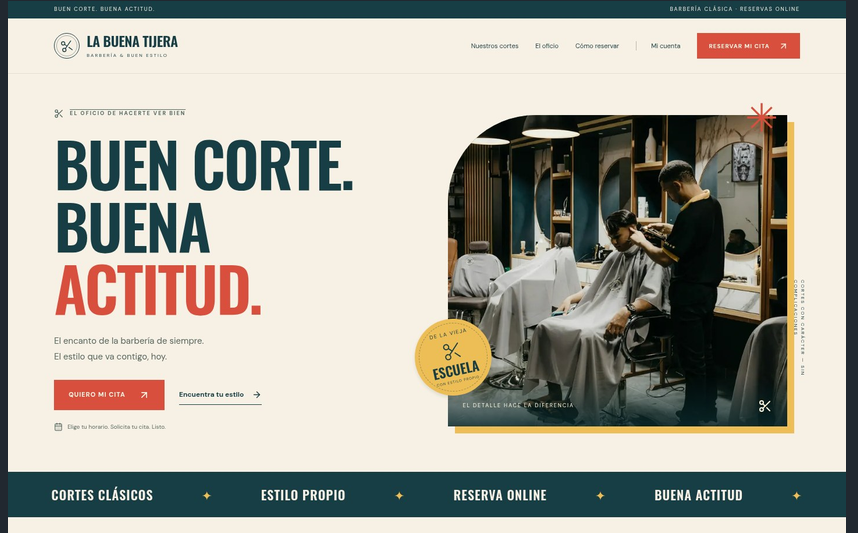 BUEN CORTE. BUENA ACTITUD.
BARBERÍA CLÁSICA · RESERVAS ONLINE
LA BUENA TIJERA
BARBERÍA & BUEN ESTILO
Nuestros cortes
El oficio
Cómo reservar
Mi cuenta
RESERVAR MI CITA
EL OFICIO DE HACERTE VER BIEN
BUEN CORTE.
BUENA
ACTITUD.
El encanto de la barbería de siempre.
El estilo que va contigo, hoy.
QUIERO MI CITA
Encuentra tu estilo
Elige tu horario. Solicita tu cita. Listo.
DE LA VIEJA
ESCUELA
CON ESTILO PROPIO
EL DETALLE HACE LA DIFERENCIA
CORTES CON CARÁCTER — SIN
COMPLICACIONES
CORTES CLÁSICOS
ESTILO PROPIO
RESERVA ONLINE
BUENA ACTITUD